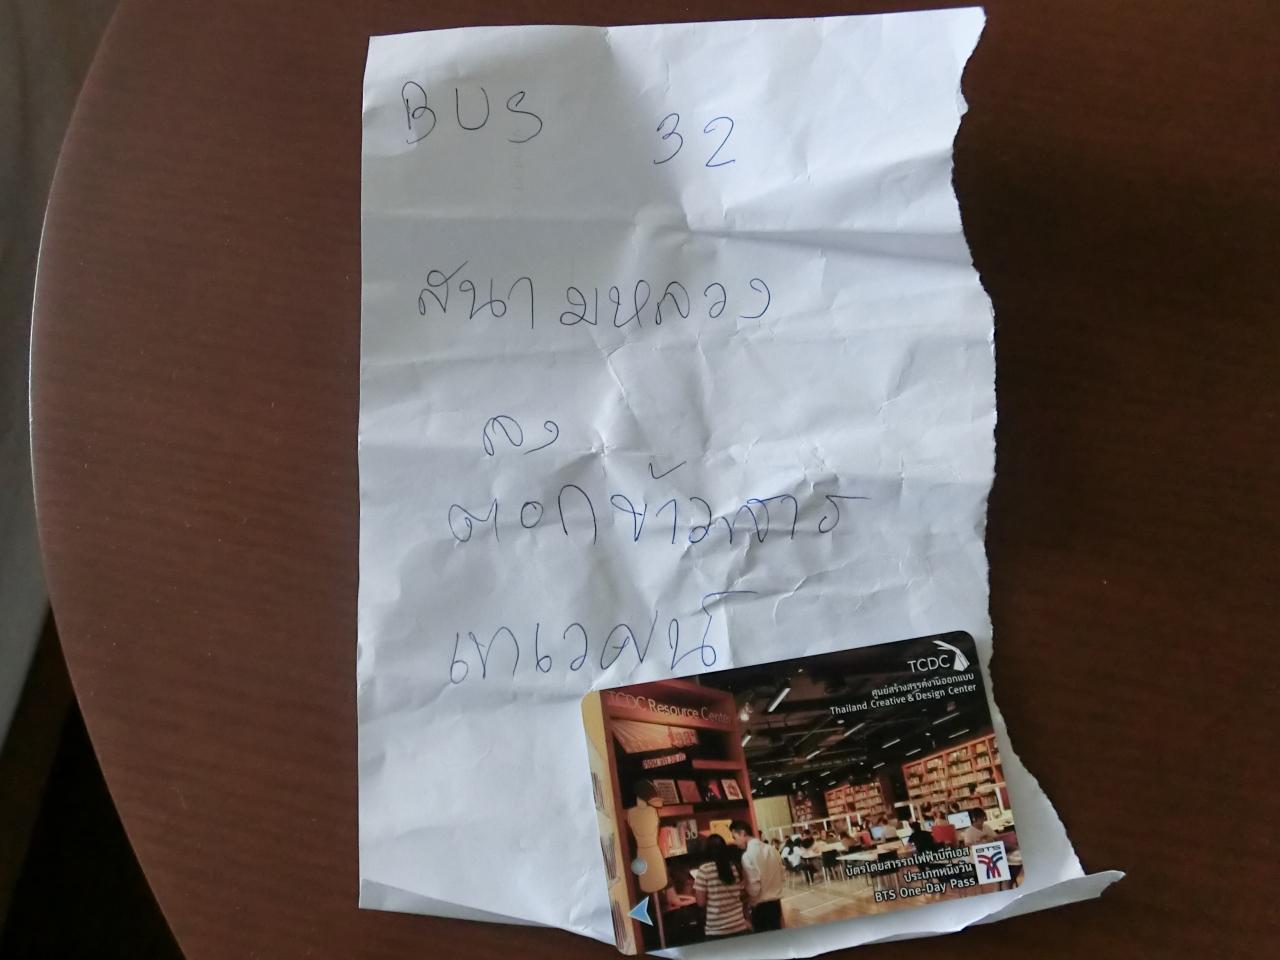 BUS 32
สนามหลวง
ลง
ตอกข้าวสาร
เทเวศน์
TCDC
ศูนย์สร้างสรรค์งานออกแบบ
Thailand Creative & Design Center
TCDC Resource Center
บัตรโดยสารรถไฟฟ้าบีทีเอส
ประเภทหนึ่งวัน
BTS One-Day Pass
BTS